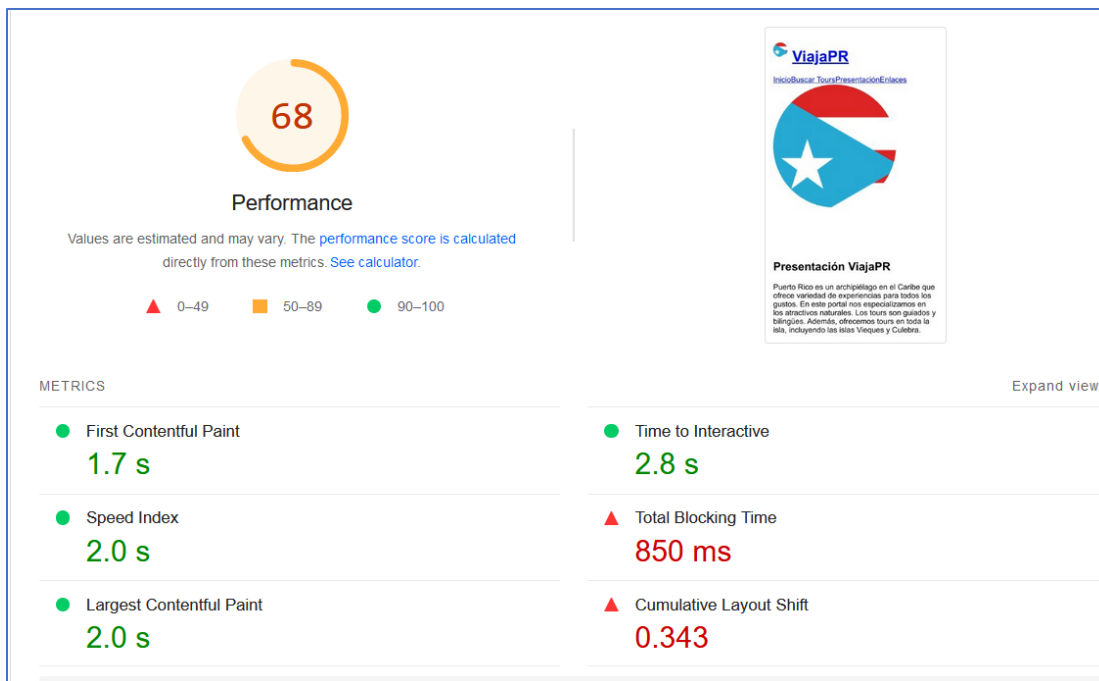 68
Performance
Values are estimated and may vary. The performance score is calculated
directly from these metrics. See calculator.
0–49
50–89
90–100
ViajaPR
InicioBuscar ToursPresentaciónEnlaces
Presentación ViajaPR
Puerto Rico es un archipiélago en el Caribe que
ofrece variedad de experiencias para todos los
gustos. En este portal nos especializamos en
los atractivos naturales. Los tours son guiados y
bilingües. Además, ofrecemos tours en toda la
isla, incluyendo las islas Vieques y Culebra.
METRICS
Expand view
First Contentful Paint
1.7 s
Time to Interactive
2.8 s
Speed Index
2.0 s
Total Blocking Time
850 ms
Largest Contentful Paint
2.0 s
Cumulative Layout Shift
0.343